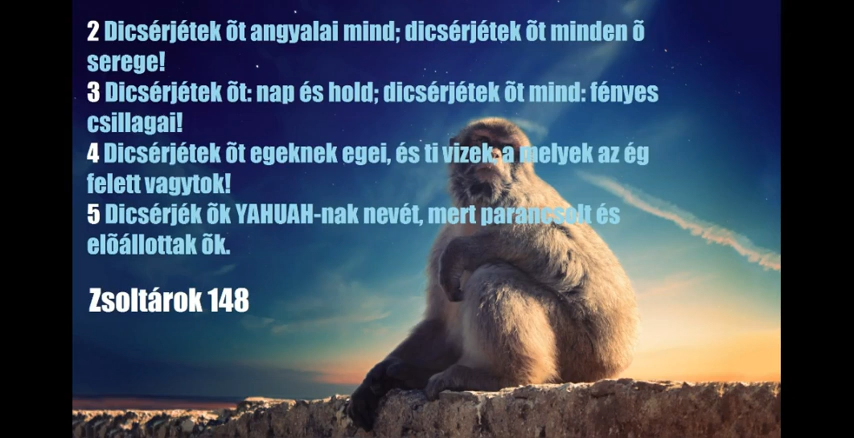 2 Dicsérjétek õt angyalai mind; dicsérjétek õt minden õ
serege!
3 Dicsérjétek õt: nap és hold; dicsérjétek õt mind: fényes
csillagai!
4 Dicsérjétek õt egeknek egei, és ti vizek, a melyek az ég
felett vagytok!
5 Dicsérjék õk YAHUAH-nak nevét, mert parancsolt és
elõállottak õk.
Zsoltárok 148